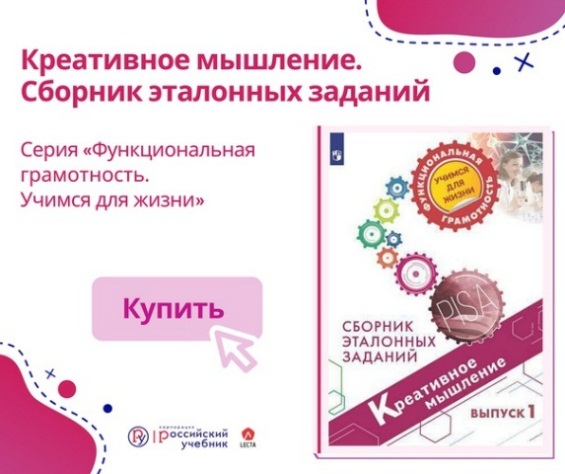 Креативное мышление.
Сборник эталонных заданий
Серия «Функциональная
грамотность.
Учимся для жизни»
Купить
ФУНКЦИОНАЛЬНАЯ
ГРАМОТНОСТЬ
УЧИМСЯ
ДЛЯ
ЖИЗНИ
PISA
СБОРНИК
ЭТАЛОННЫХ
ЗАДАНИЙ
Креативное
мышление
ВЫПУСК 1
КОРПОРАЦИЯ
российский
учебник
LECTA